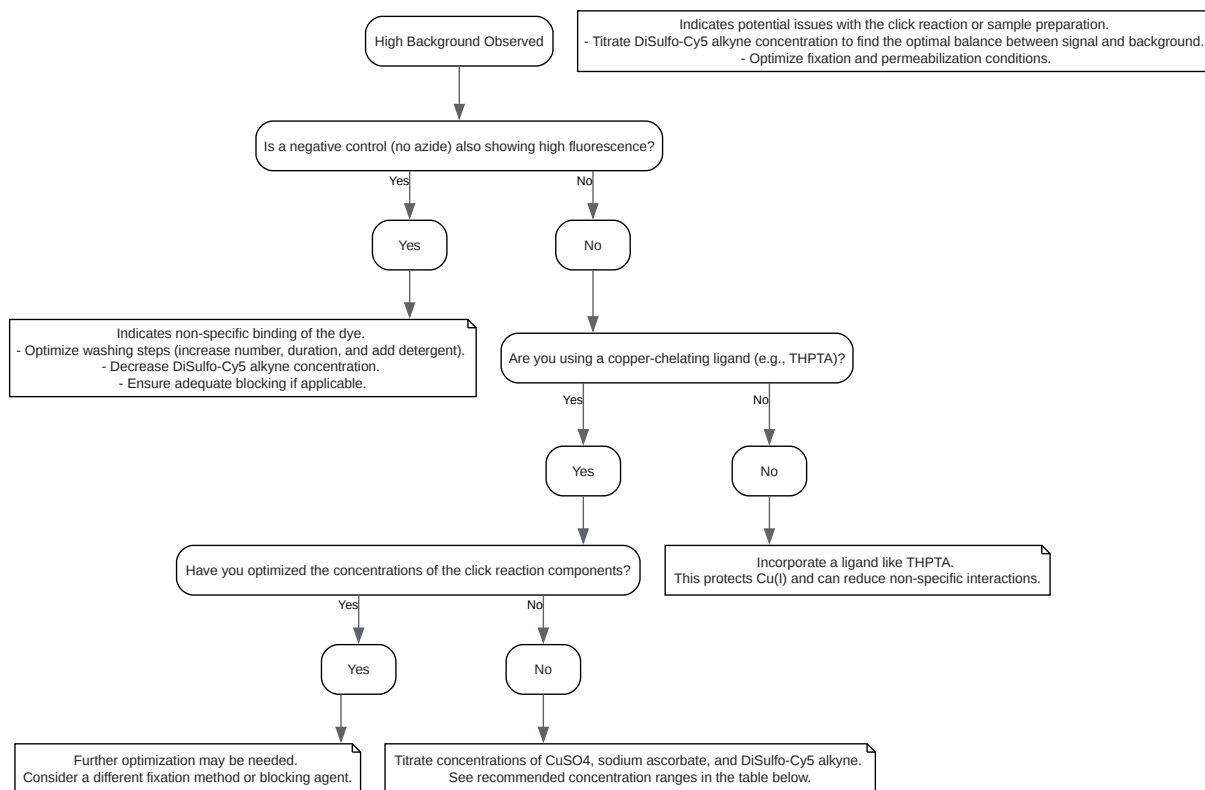 High Background Observed
Indicates potential issues with the click reaction or sample preparation.
- Titrate DiSulfo-Cy5 alkyne concentration to find the optimal balance between signal and background.
- Optimize fixation and permeabilization conditions.
Is a negative control (no azide) also showing high fluorescence?
Yes
No
Yes
No
Indicates non-specific binding of the dye.
- Optimize washing steps (increase number, duration, and add detergent).
- Decrease DiSulfo-Cy5 alkyne concentration.
- Ensure adequate blocking if applicable.
Are you using a copper-chelating ligand (e.g., THPTA)?
Yes
No
Yes
No
Have you optimized the concentrations of the click reaction components?
Incorporate a ligand like THPTA.
This protects Cu(I) and can reduce non-specific interactions.
Yes
No
Yes
No
Further optimization may be needed.
Consider a different fixation method or blocking agent.
Titrate concentrations of CuSO4, sodium ascorbate, and DiSulfo-Cy5 alkyne.
See recommended concentration ranges in the table below.